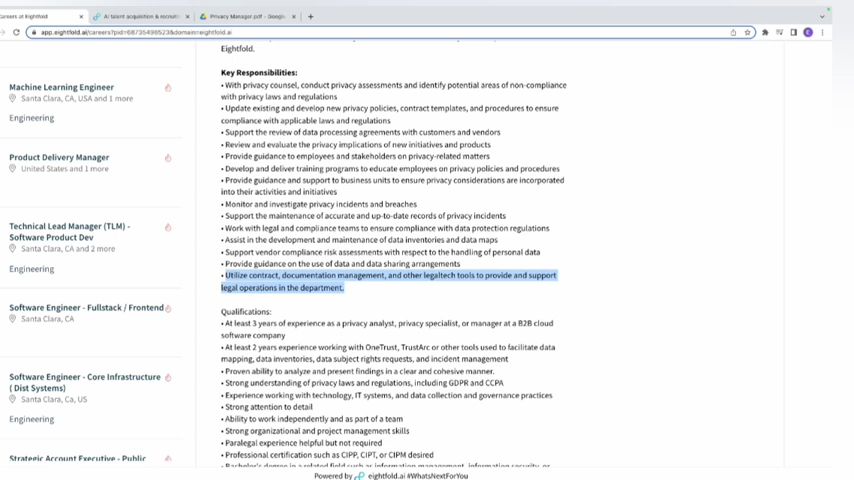 Careers at Eightfold
AI talent acquisition & recruiti
Privacy Manager.pdf - Google
app.eightfold.ai/careers?pid=68735496523&domain=eightfold.ai
Machine Learning Engineer
Santa Clara, CA, USA and 1 more
Engineering
Product Delivery Manager
United States and 1 more
Technical Lead Manager (TLM) -
Software Product Dev
Santa Clara, CA and 2 more
Engineering
Software Engineer - Fullstack / Frontend
Santa Clara, CA
Software Engineer - Core Infrastructure
( Dist Systems)
Santa Clara, Ca, US
Engineering
Strategic Account Executive - Public
Eightfold.
Key Responsibilities:
• With privacy counsel, conduct privacy assessments and identify potential areas of non-compliance
with privacy laws and regulations
• Update existing and develop new privacy policies, contract templates, and procedures to ensure
compliance with applicable laws and regulations
• Support the review of data processing agreements with customers and vendors
• Review and evaluate the privacy implications of new initiatives and products
• Provide guidance to employees and stakeholders on privacy-related matters
• Develop and deliver training programs to educate employees on privacy policies and procedures
• Provide guidance and support to business units to ensure privacy considerations are incorporated
into their activities and initiatives
• Monitor and investigate privacy incidents and breaches
• Support the maintenance of accurate and up-to-date records of privacy incidents
• Work with legal and compliance teams to ensure compliance with data protection regulations
• Assist in the development and maintenance of data inventories and data maps
• Support vendor compliance risk assessments with respect to the handling of personal data
• Provide guidance on the use of data and data sharing arrangements
• Utilize contract, documentation management, and other legaltech tools to provide and support
legal operations in the department.
Qualifications:
• At least 3 years of experience as a privacy analyst, privacy specialist, or manager at a B2B cloud
software company
• At least 2 years experience working with OneTrust, TrustArc or other tools used to facilitate data
mapping, data inventories, data subject rights requests, and incident management
• Proven ability to analyze and present findings in a clear and cohesive manner.
• Strong understanding of privacy laws and regulations, including GDPR and CCPA
• Experience working with technology, IT systems, and data collection and governance practices
• Strong attention to detail
• Ability to work independently and as part of a team
• Strong organizational and project management skills
• Paralegal experience helpful but not required
• Professional certification such as CIPP, CIPT, or CIPM desired
• Bachelor's degree in a related field such as information management, information security, or
Powered by eightfold.ai #WhatsNextForYou